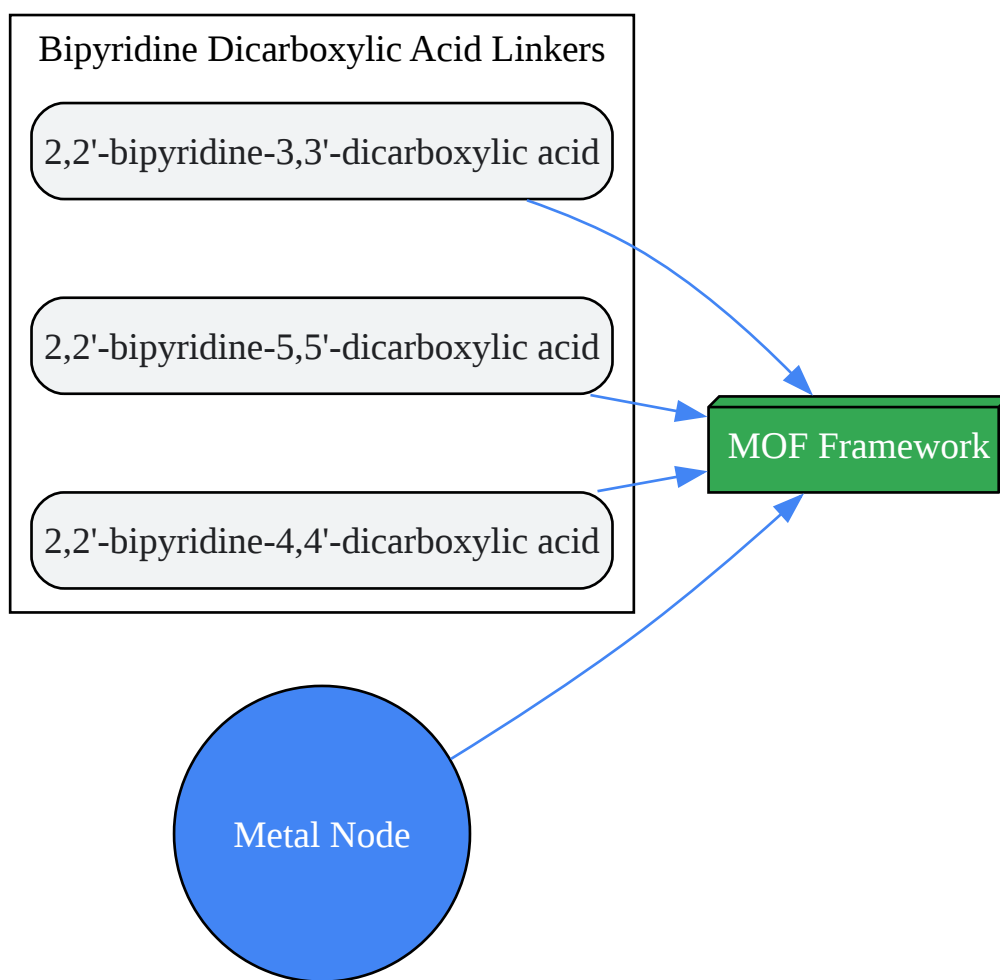 Bipyridine Dicarboxylic Acid Linkers
2,2'-bipyridine-3,3'-dicarboxylic acid
2,2'-bipyridine-5,5'-dicarboxylic acid
MOF Framework
2,2'-bipyridine-4,4'-dicarboxylic acid
Metal Node